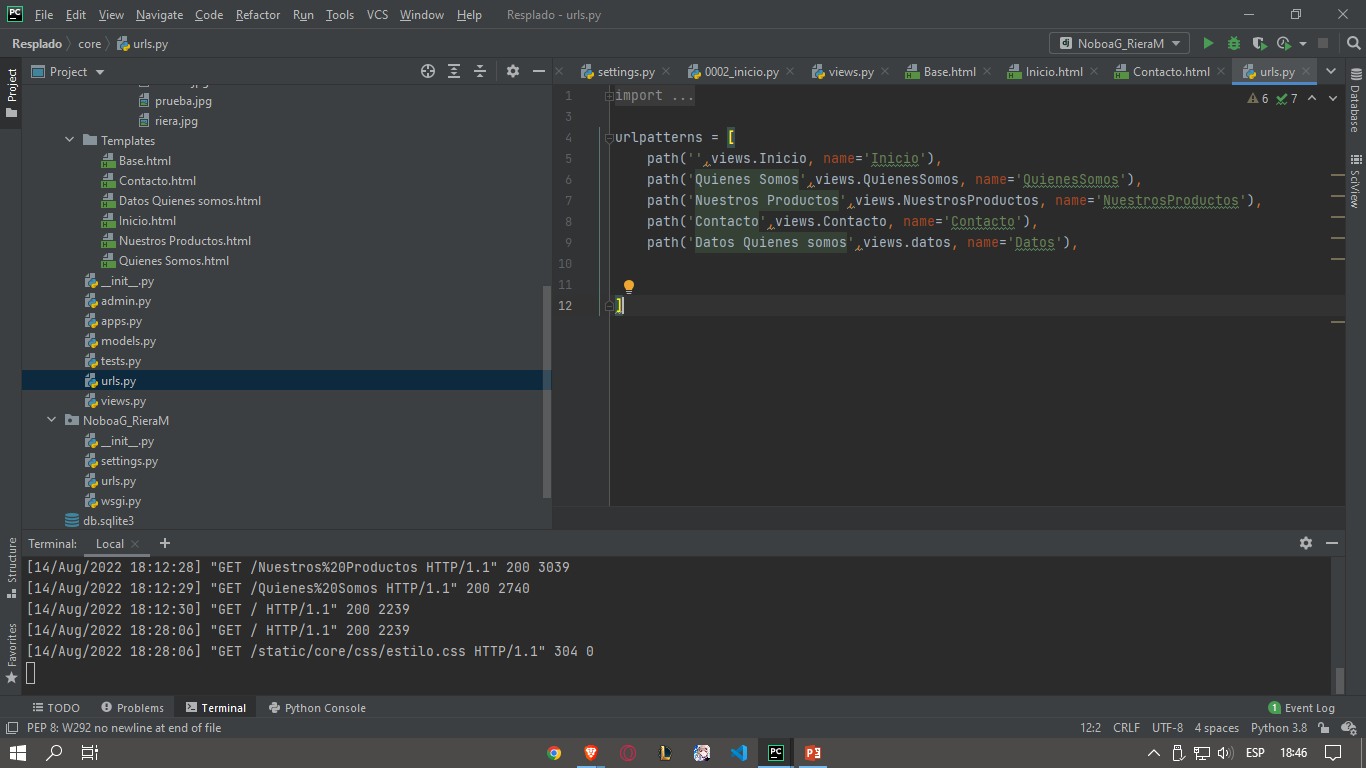 PC File Edit View Navigate Code Refactor Run Tools VCS Window Help Resplado - urls.py
Resplado core urls.py dj NoboaG_RieraM
Project
Project
settings.py 0002_inicio.py views.py Base.html Inicio.html Contacto.html urls.py
6 7
Database
SciView
prueba.jpg
riera.jpg
Templates
Base.html
Contacto.html
Datos Quienes somos.html
Inicio.html
Nuestros Productos.html
Quienes Somos.html
__init__.py
admin.py
apps.py
models.py
tests.py
urls.py
views.py
NoboaG_RieraM
__init__.py
settings.py
urls.py
wsgi.py
db.sqlite3
1 import ...
3
4 urlpatterns = [
5 path('',views.Inicio, name='Inicio'),
6 path('Quienes Somos',views.QuienesSomos, name='QuienesSomos'),
7 path('Nuestros Productos',views.NuestrosProductos, name='NuestrosProductos'),
8 path('Contacto',views.Contacto, name='Contacto'),
9 path('Datos Quienes somos',views.datos, name='Datos'),
10
11
12 ]
Structure
Favorites
Terminal: Local
[14/Aug/2022 18:12:28] "GET /Nuestros%20Productos HTTP/1.1" 200 3039
[14/Aug/2022 18:12:29] "GET /Quienes%20Somos HTTP/1.1" 200 2740
[14/Aug/2022 18:12:30] "GET / HTTP/1.1" 200 2239
[14/Aug/2022 18:28:06] "GET / HTTP/1.1" 200 2239
[14/Aug/2022 18:28:06] "GET /static/core/css/estilo.css HTTP/1.1" 304 0
TODO Problems Terminal Python Console 1 Event Log
PEP 8: W292 no newline at end of file 12:2 CRLF UTF-8 4 spaces Python 3.8
ESP 18:46